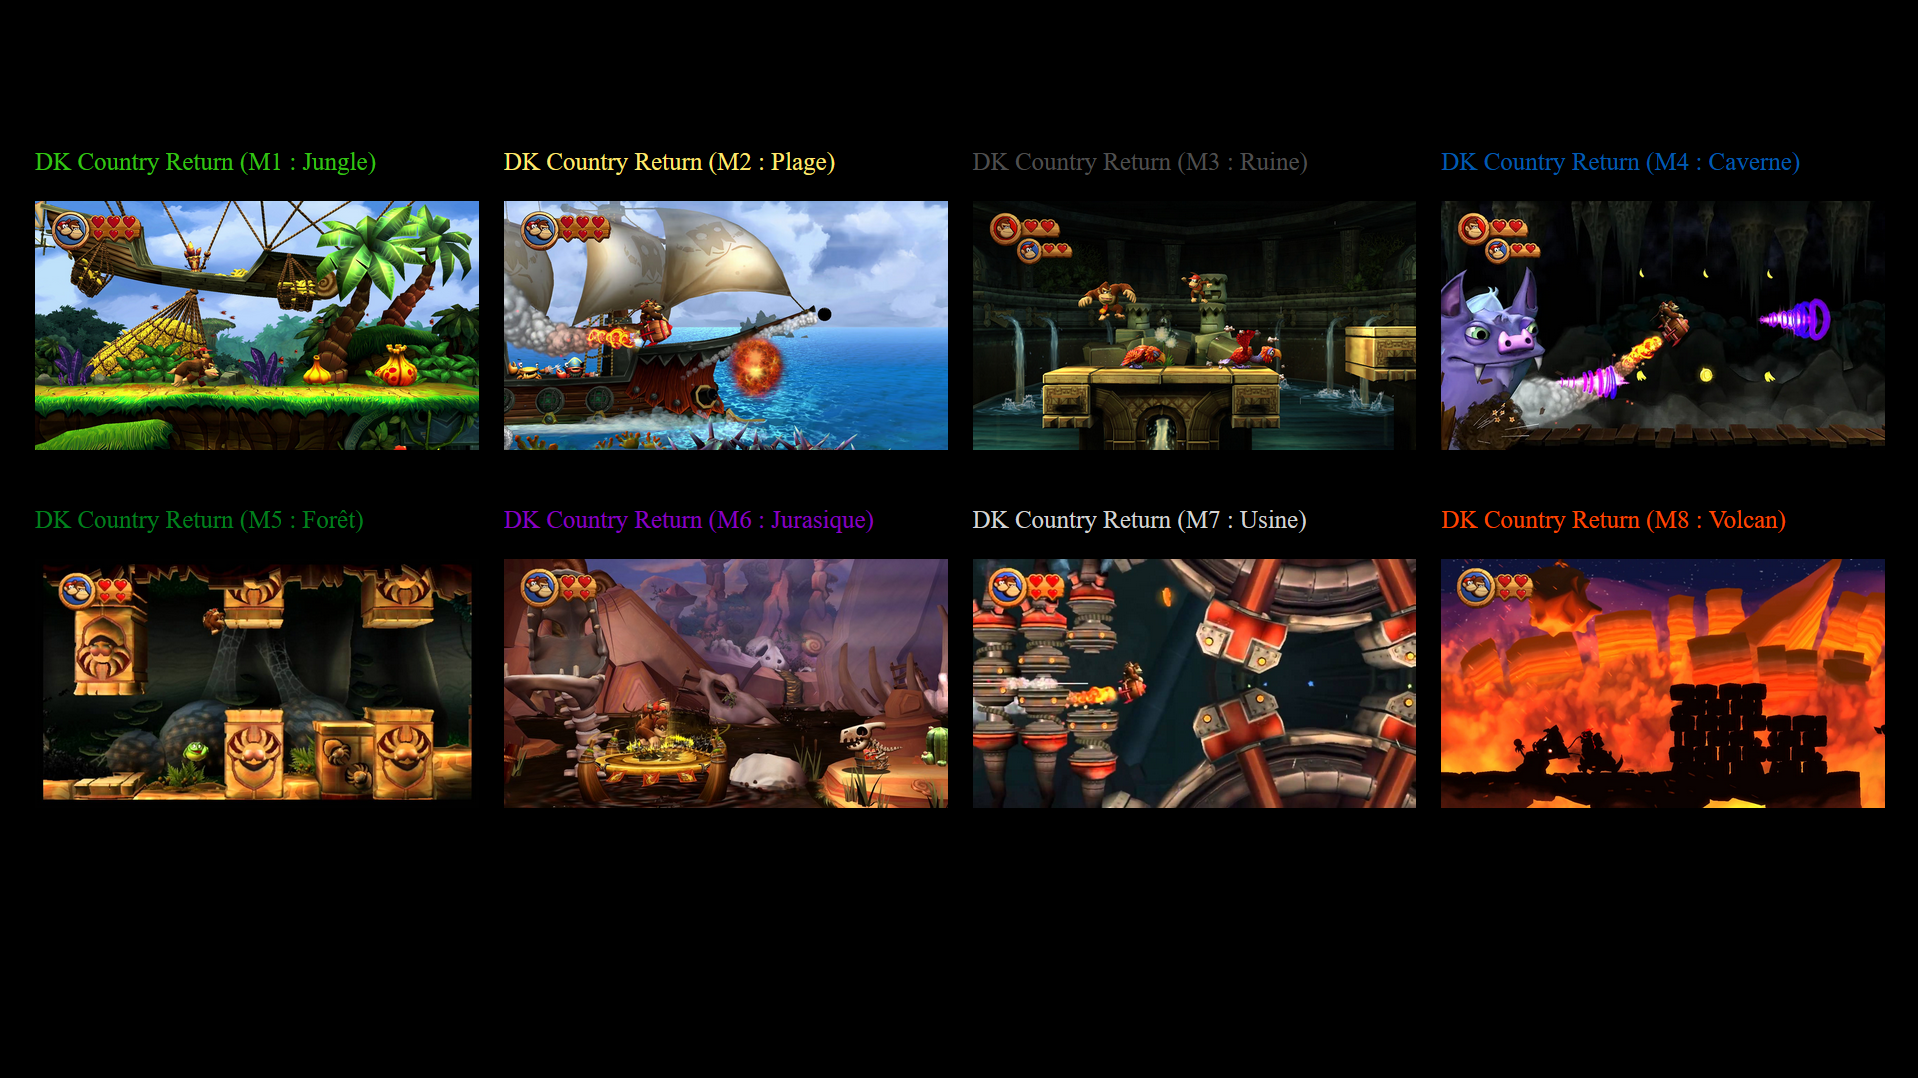 DK Country Return (M1 : Jungle)
DK Country Return (M2 : Plage)
DK Country Return (M3 : Ruine)
DK Country Return (M4 : Caverne)
DK Country Return (M5 : Forêt)
DK Country Return (M6 : Jurasique)
DK Country Return (M7 : Usine)
DK Country Return (M8 : Volcan)